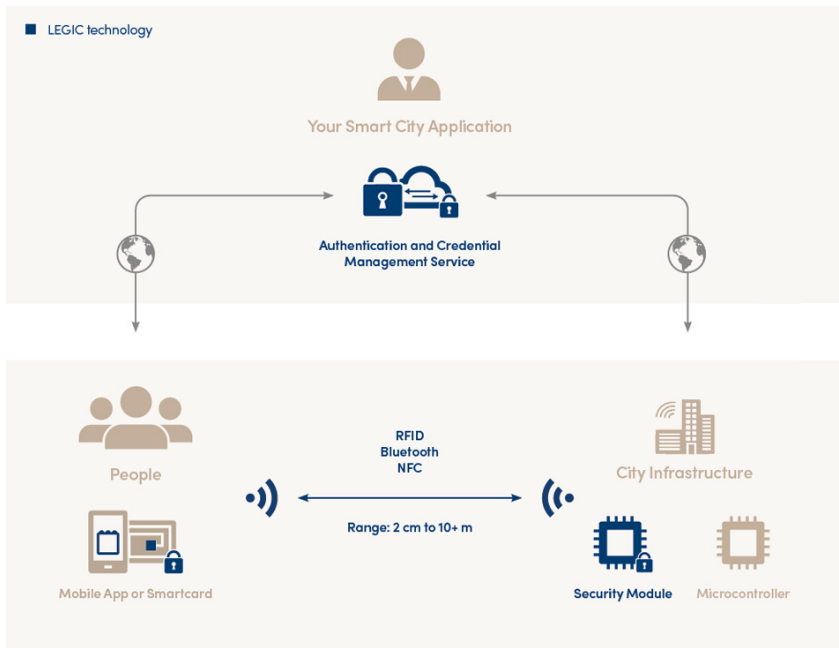 LEGIC technology
Your Smart City Application
Authentication and Credential
Management Service
RFID
Bluetooth
NFC
People
City Infrastructure
Range: 2 cm to 10+ m
Mobile App or Smartcard
Security Module
Microcontroller